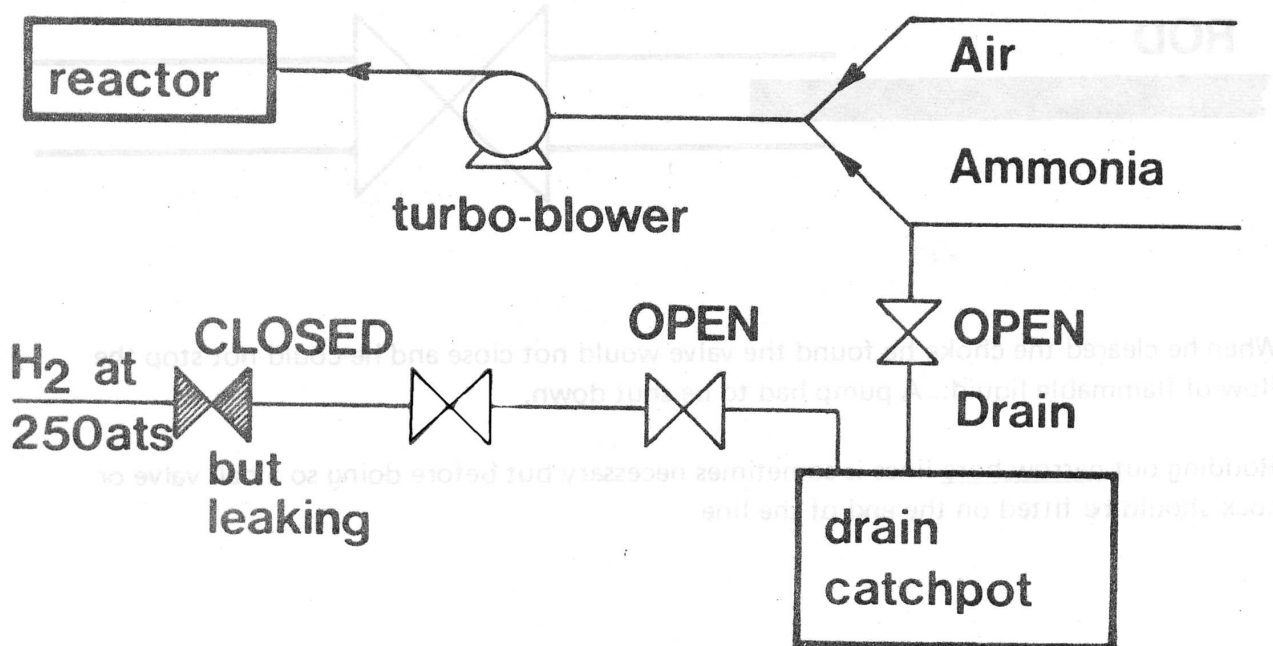 reactor
Air
Ammonia
turbo-blower
CLOSED
OPEN
OPEN
H₂ at
250ats
Drain
but
leaking
drain
catchpot